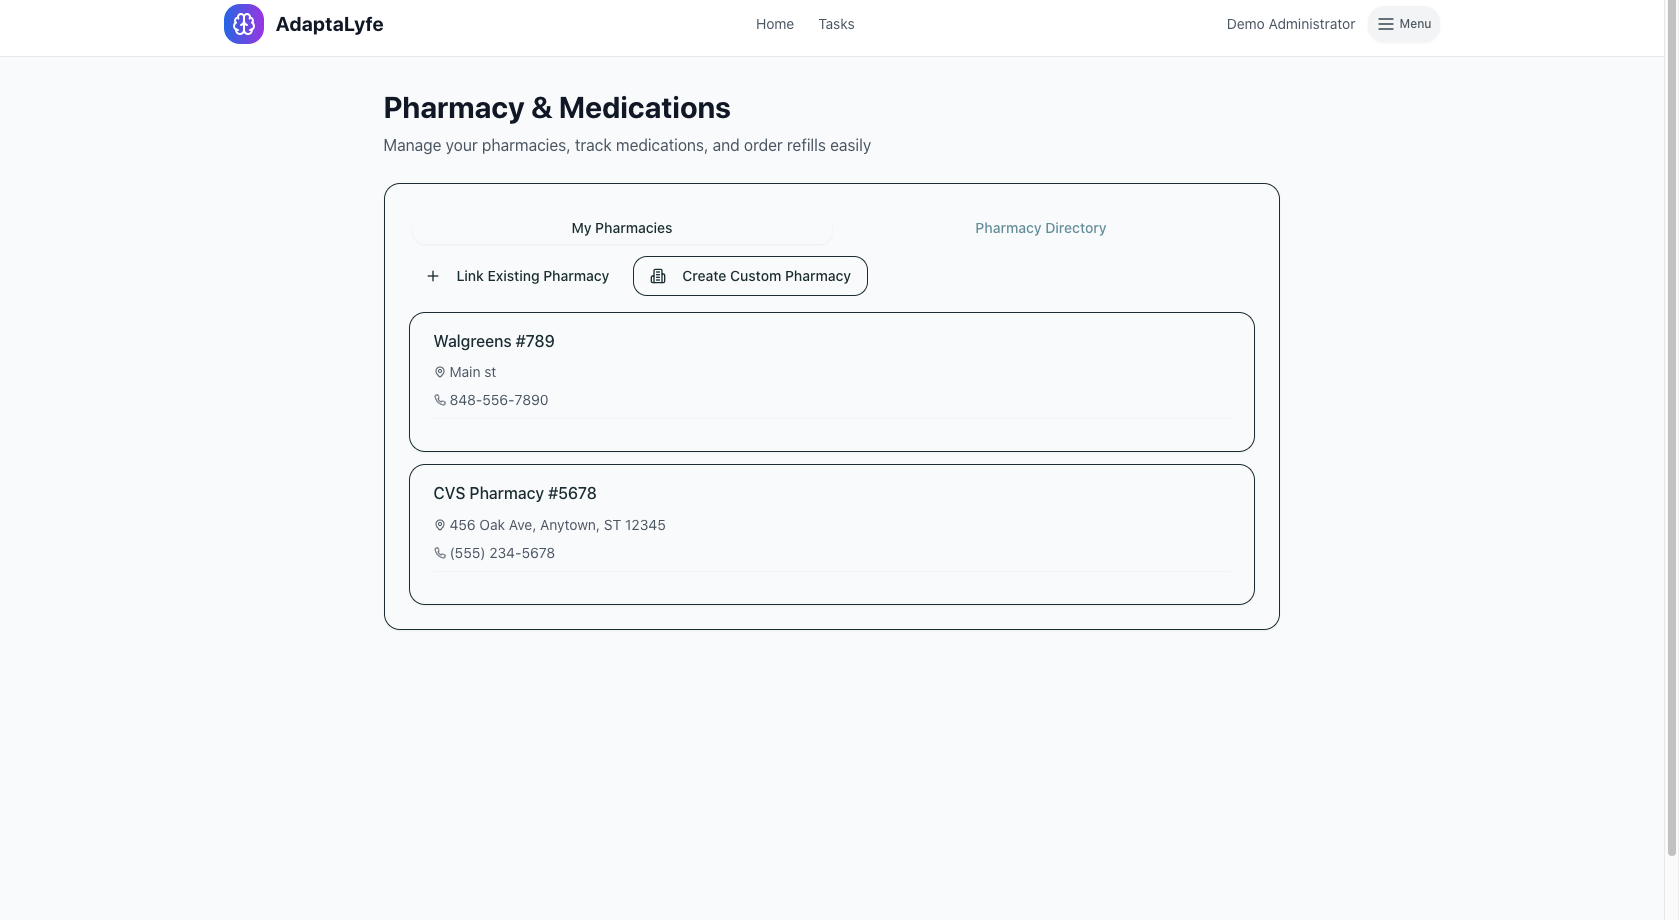 AdaptaLyfe
Home
Tasks
Demo Administrator
Menu
Pharmacy & Medications
Manage your pharmacies, track medications, and order refills easily
My Pharmacies
Pharmacy Directory
Link Existing Pharmacy
Create Custom Pharmacy
Walgreens #789
Main st
848-556-7890
CVS Pharmacy #5678
456 Oak Ave, Anytown, ST 12345
(555) 234-5678